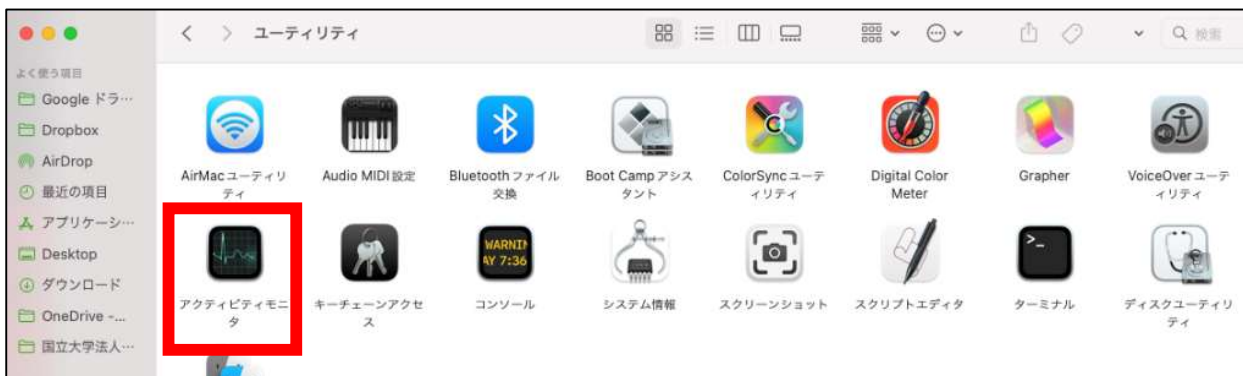 ユーティリティ
検索
よく使う項目
Google ドラ…
Dropbox
AirDrop
最近の項目
アプリケーシ…
Desktop
ダウンロード
OneDrive -...
国立大学法人…
AirMac ユーティリ
ティ
Audio MIDI 設定
Bluetooth ファイル
交換
Boot Camp アシス
タント
ColorSync ユーテ
ィリティ
Digital Color
Meter
Grapher
VoiceOver ユーテ
ィリティ
WARNIN
AY 7:36
>_
アクティビティモニ
タ
キーチェーンアクセ
ス
コンソール
システム情報
スクリーンショット
スクリプトエディタ
ターミナル
ディスクユーティリ
ティ